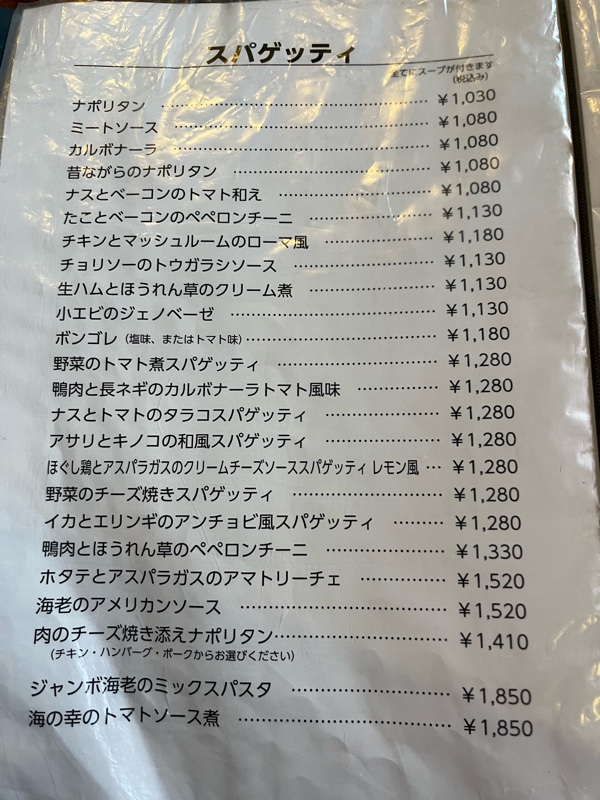 スパゲッティ
全てにスープが付きます
(税込み)
ナポリタン ¥1,030
ミートソース ¥1,080
カルボナーラ ¥1,080
昔ながらのナポリタン ¥1,080
ナスとベーコンのトマト和え ¥1,080
たことベーコンのペペロンチーニ ¥1,130
チキンとマッシュルームのローマ風 ¥1,180
チョリソーのトウガラシソース ¥1,130
生ハムとほうれん草のクリーム煮 ¥1,130
小エビのジェノベーゼ ¥1,130
ボンゴレ (塩味、またはトマト味) ¥1,180
野菜のトマト煮スパゲッティ ¥1,280
鴨肉と長ネギのカルボナーラトマト風味 ¥1,280
ナスとトマトのタラコスパゲッティ ¥1,280
アサリとキノコの和風スパゲッティ ¥1,280
ほぐし鶏とアスパラガスのクリームチーズソーススパゲッティ レモン風 ¥1,280
野菜のチーズ焼きスパゲッティ ¥1,280
イカとエリンギのアンチョビ風スパゲッティ ¥1,280
鴨肉とほうれん草のペペロンチーニ ¥1,330
ホタテとアスパラガスのアマトリーチェ ¥1,520
海老のアメリカンソース ¥1,520
肉のチーズ焼き添えナポリタン ¥1,410
(チキン・ハンバーグ・ポークからお選びください)
ジャンボ海老のミックスパスタ ¥1,850
海の幸のトマトソース煮 ¥1,850